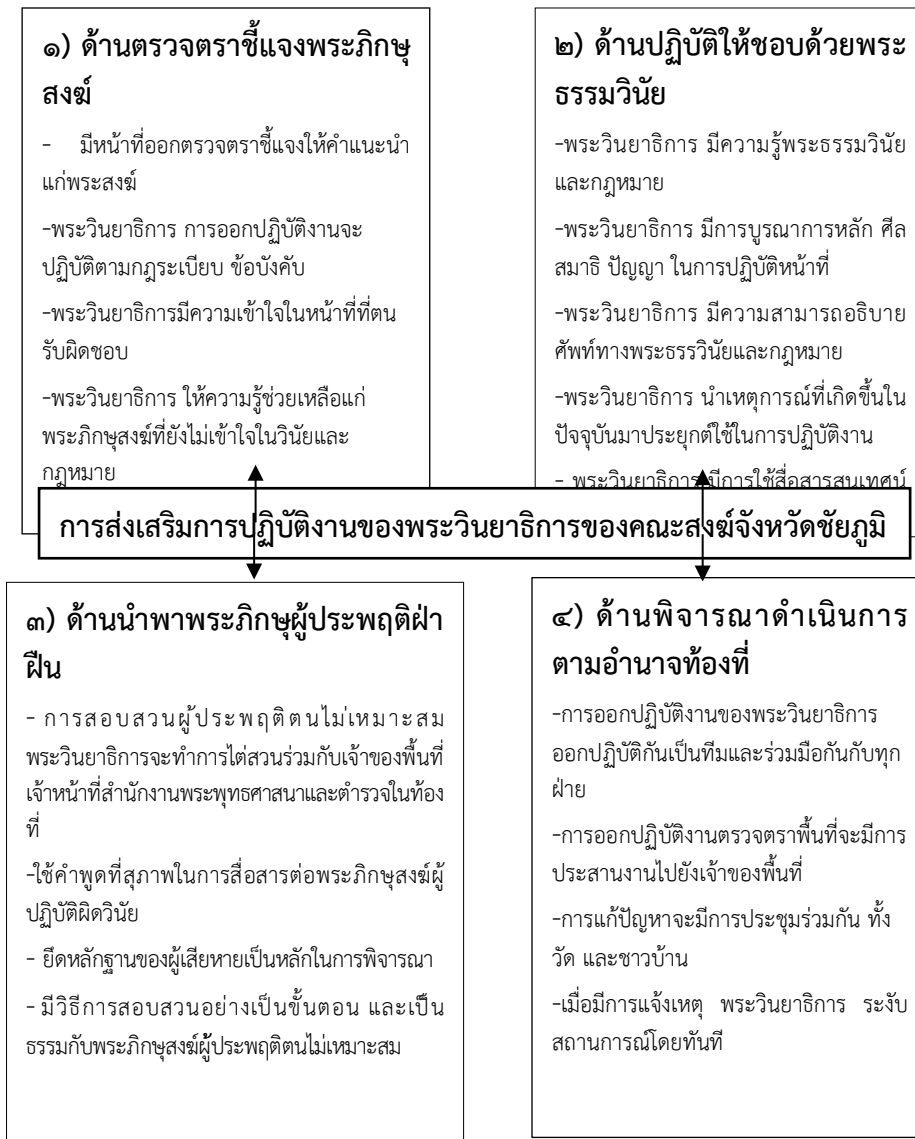 ๑) ด้านตรวจตราชี้แจงพระภิกษุ
สงฆ์
- มีหน้าที่ออกตรวจตราชี้แจงให้คำแนะนำ
แก่พระสงฆ์
-พระวินยาธิการ การออกปฏิบัติงานจะ
ปฏิบัติตามกฎระเบียบ ข้อบังคับ
-พระวินยาธิการมีความเข้าใจในหน้าที่ที่ตน
รับผิดชอบ
-พระวินยาธิการ ให้ความรู้ช่วยเหลือแก่
พระภิกษุสงฆ์ที่ยังไม่เข้าใจในวินัยและ
กฎหมาย
๒) ด้านปฏิบัติให้ชอบด้วยพระ
ธรรมวินัย
-พระวินยาธิการ มีความรู้พระธรรมวินัย
และกฎหมาย
-พระวินยาธิการ มีการบูรณาการหลัก ศีล
สมาธิ ปัญญา ในการปฏิบัติหน้าที่
-พระวินยาธิการ มีความสามารถอธิบาย
ศัพท์ทางพระธรรวินัยและกฎหมาย
-พระวินยาธิการ นำเหตุการณ์ที่เกิดขึ้นใน
ปัจจุบันมาประยุกต์ใช้ในการปฏิบัติงาน
- พระวินยาธิการ มีการใช้สื่อสารสนเทศน์
การส่งเสริมการปฏิบัติงานของพระวินยาธิการของคณะสงฆ์จังหวัดชัยภูมิ
๓) ด้านนำพาพระภิกษุผู้ประพฤติฝ่า
ฝืน
- การสอบสวนผู้ประพฤติตนไม่เหมาะสม
พระวินยาธิการจะทำการไต่สวนร่วมกับเจ้าของพื้นที่
เจ้าหน้าที่สำนักงานพระพุทธศาสนาและตำรวจในท้อง
ที่
-ใช้คำพูดที่สุภาพในการสื่อสารต่อพระภิกษุสงฆ์ผู้
ปฏิบัติผิดวินัย
- ยึดหลักฐานของผู้เสียหายเป็นหลักในการพิจารณา
- มีวิธีการสอบสวนอย่างเป็นขั้นตอน และเป็น
ธรรมกับพระภิกษุสงฆ์ผู้ประพฤติตนไม่เหมาะสม
๔) ด้านพิจารณาดำเนินการ
ตามอำนาจท้องที่
-การออกปฏิบัติงานของพระวินยาธิการ
ออกปฏิบัติกันเป็นทีมและร่วมมือกันกับทุก
ฝ่าย
-การออกปฏิบัติงานตรวจตราพื้นที่จะมีการ
ประสานงานไปยังเจ้าของพื้นที่
-การแก้ปัญหาจะมีการประชุมร่วมกัน ทั้ง
วัด และชาวบ้าน
-เมื่อมีการแจ้งเหตุ พระวินยาธิการ ระงับ
สถานการณ์โดยทันที